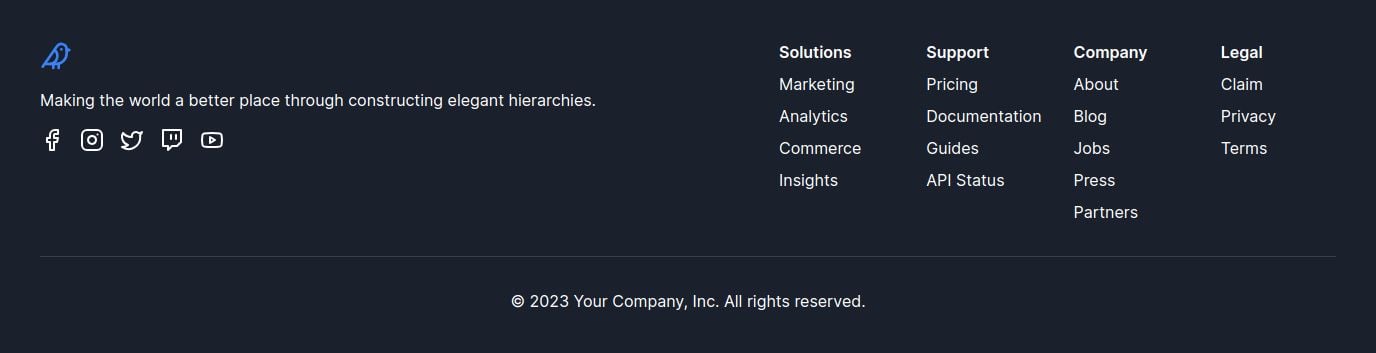 Making the world a better place through constructing elegant hierarchies.
Solutions
Marketing
Analytics
Commerce
Insights
Support
Pricing
Documentation
Guides
API Status
Company
About
Blog
Jobs
Press
Partners
Legal
Claim
Privacy
Terms
© 2023 Your Company, Inc. All rights reserved.